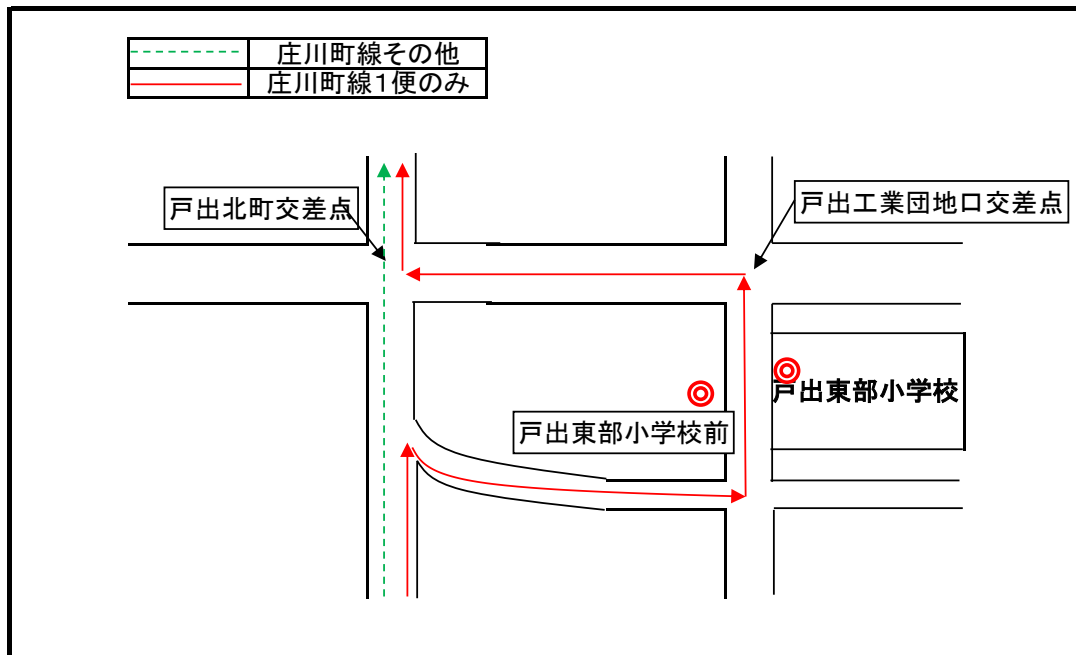 庄川町線その他
庄川町線1便のみ
戸出北町交差点
戸出工業団地口交差点
戸出東部小学校
戸出東部小学校前